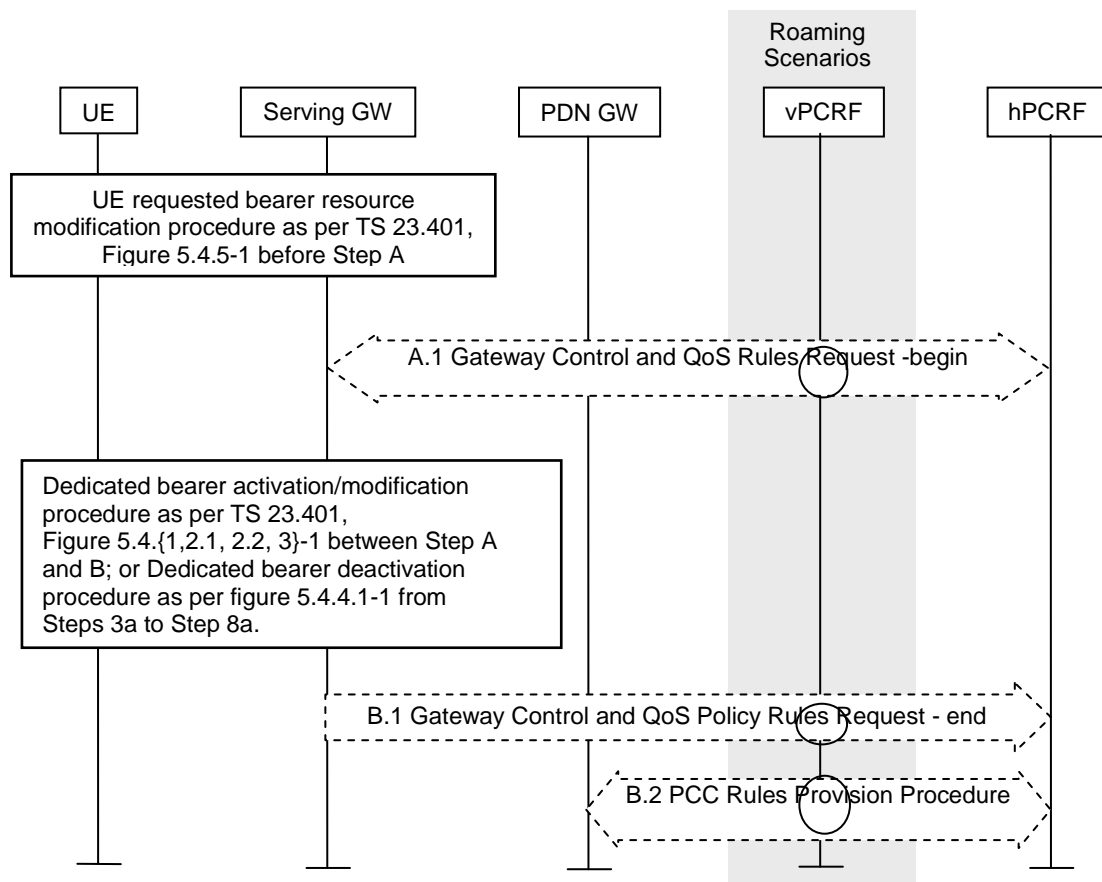 Roaming
Scenarios
UE
Serving GW
PDN GW
vPCRF
hPCRF
UE requested bearer resource
modification procedure as per TS 23.401,
Figure 5.4.5-1 before Step A
A.1 Gateway Control and QoS Rules Request -begin
Dedicated bearer activation/modification
procedure as per TS 23.401,
Figure 5.4.{1,2.1, 2.2, 3}-1 between Step A
and B; or Dedicated bearer deactivation
procedure as per figure 5.4.4.1-1 from
Steps 3a to Step 8a.
B.1 Gateway Control and QoS Policy Rules Request - end
B.2 PCC Rules Provision Procedure